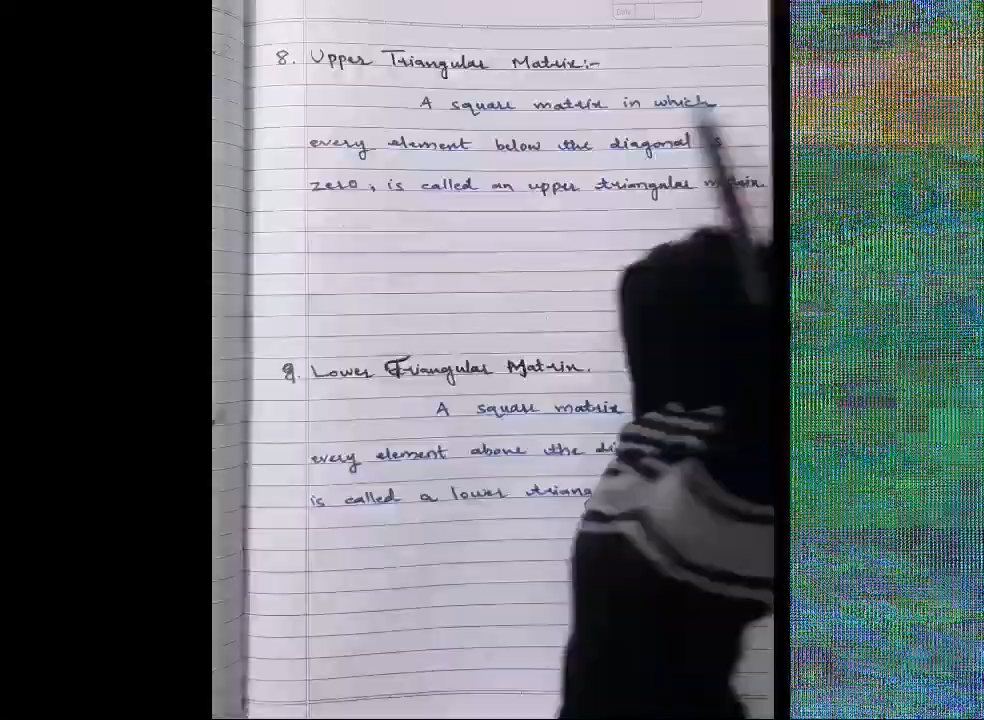 Date
8. Upper Triangular Matrix:-
A square matrix in which
every element below the diagonal
zero, is called an upper triangular
9. Lower Triangular Matrix.
A square matrix
every element above the
is called a lower